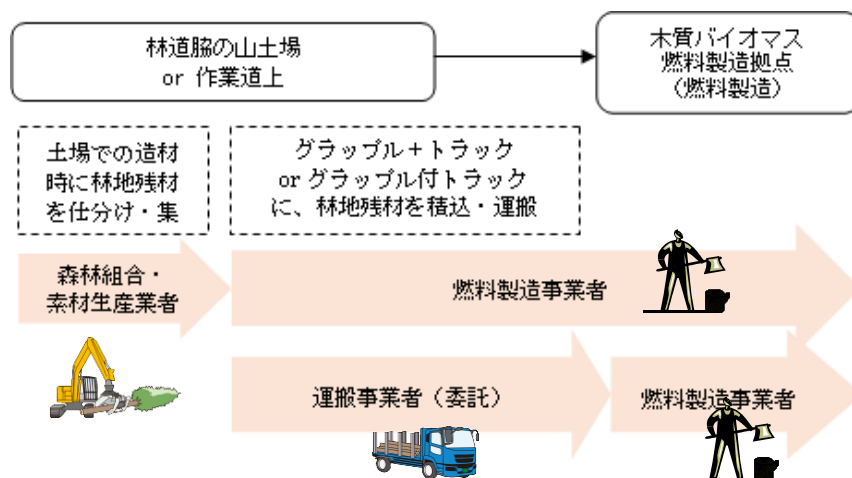 林道脇の山土場
or 作業道上
木質バイオマス
燃料製造拠点
(燃料製造)
土場での造材
時に林地残材
を仕分け・集
グラップル+トラック
or グラップル付トラック
に、林地残材を積込・運搬
森林組合・
素材生産業者
燃料製造事業者
運搬事業者(委託)
燃料製造事業者